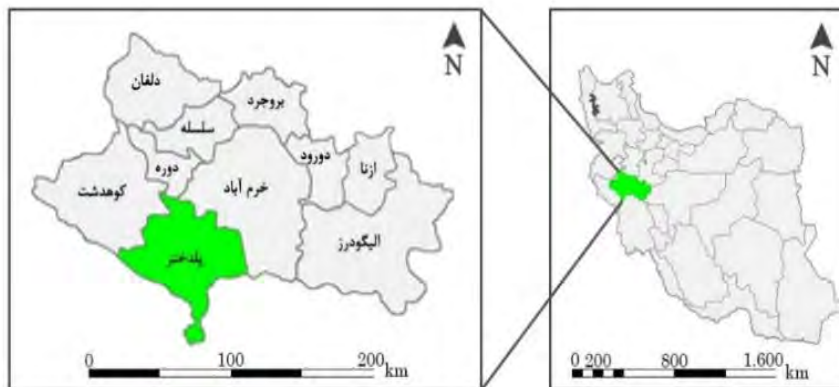 N
N
دلفان
بروجرد
سلسله
دورود
ازنا
دوره
خرم آباد
کوهدشت
الیگودرز
پلدختر
0 100 200
km
0 200 800 1.600
km